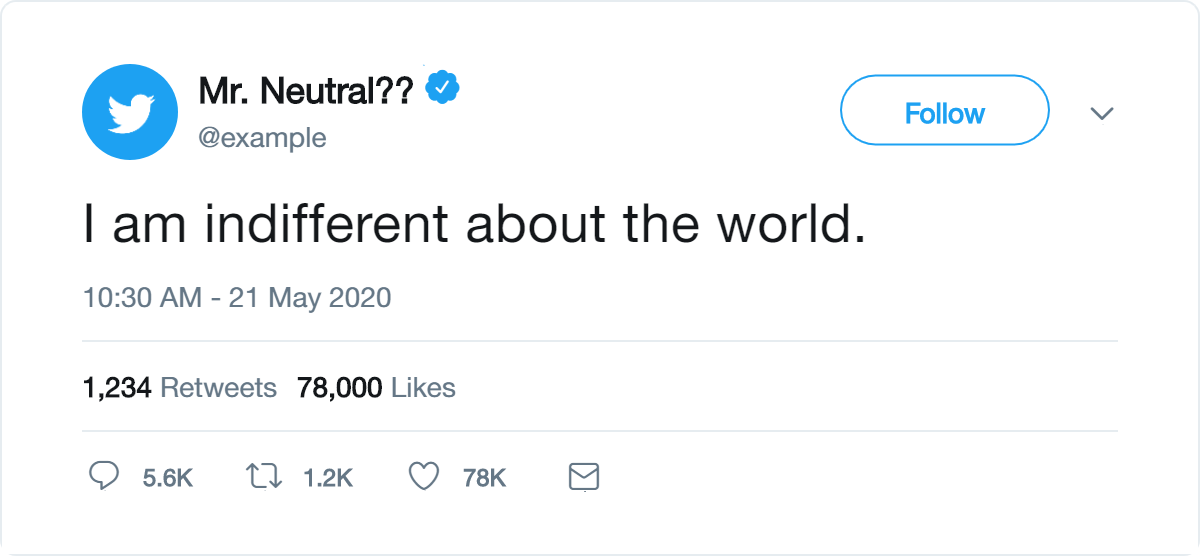 Mr. Neutral??
@example
Follow
I am indifferent about the world.
10:30 AM - 21 May 2020
1,234 Retweets 78,000 Likes
5.6K 1.2K 78K